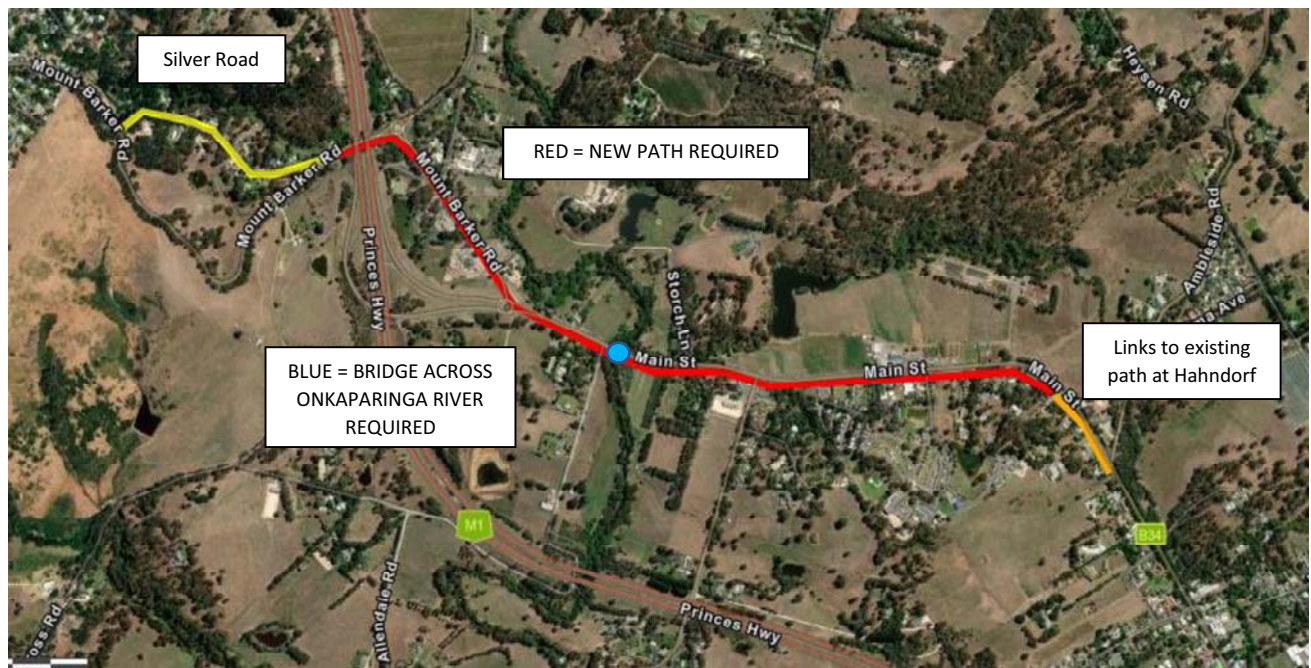 Silver Road
Mount Barker Rd
Mount Barker Rd
Mount Barker Rd
RED = NEW PATH REQUIRED
Heysen Rd
Princes Hwy
Storch Ln
Ambleside Rd
Ave
BLUE = BRIDGE ACROSS
ONKAPARINGA RIVER
REQUIRED
Main St
Main St
Main St
Links to existing
path at Hahndorf
M1
B34
Allendale Rd
Princes Hwy
Rd